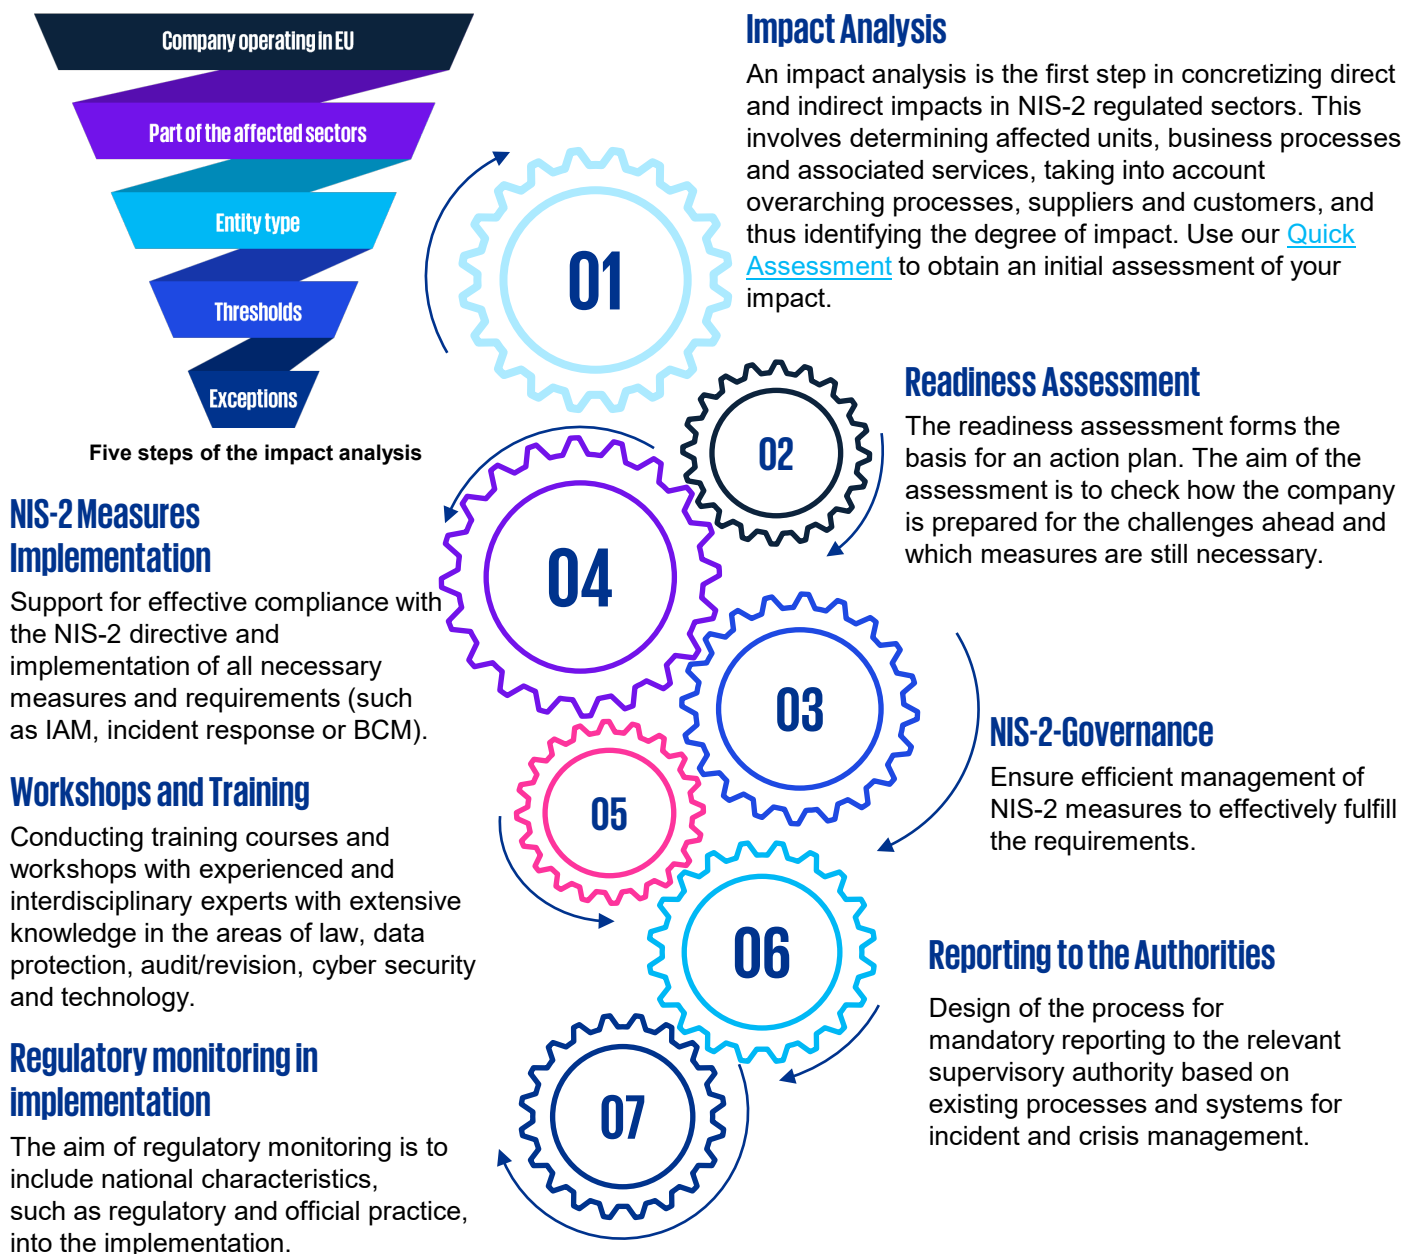 Company operating in EU
Part of the affected sectors
Entity type
Thresholds
Exceptions
Five steps of the impact analysis
01
Impact Analysis
An impact analysis is the first step in concretizing direct
and indirect impacts in NIS-2 regulated sectors. This
involves determining affected units, business processes
and associated services, taking into account
overarching processes, suppliers and customers, and
thus identifying the degree of impact. Use our Quick
Assessment to obtain an initial assessment of your
impact.
02
Readiness Assessment
The readiness assessment forms the
basis for an action plan. The aim of the
assessment is to check how the company
is prepared for the challenges ahead and
which measures are still necessary.
03
NIS-2-Governance
Ensure efficient management of
NIS-2 measures to effectively fulfill
the requirements.
04
NIS-2 Measures
Implementation
Support for effective compliance with
the NIS-2 directive and
implementation of all necessary
measures and requirements (such
as IAM, incident response or BCM).
05
Workshops and Training
Conducting training courses and
workshops with experienced and
interdisciplinary experts with extensive
knowledge in the areas of law, data
protection, audit/revision, cyber security
and technology.
06
Reporting to the Authorities
Design of the process for
mandatory reporting to the relevant
supervisory authority based on
existing processes and systems for
incident and crisis management.
07
Regulatory monitoring in
implementation
The aim of regulatory monitoring is to
include national characteristics,
such as regulatory and official practice,
into the implementation.